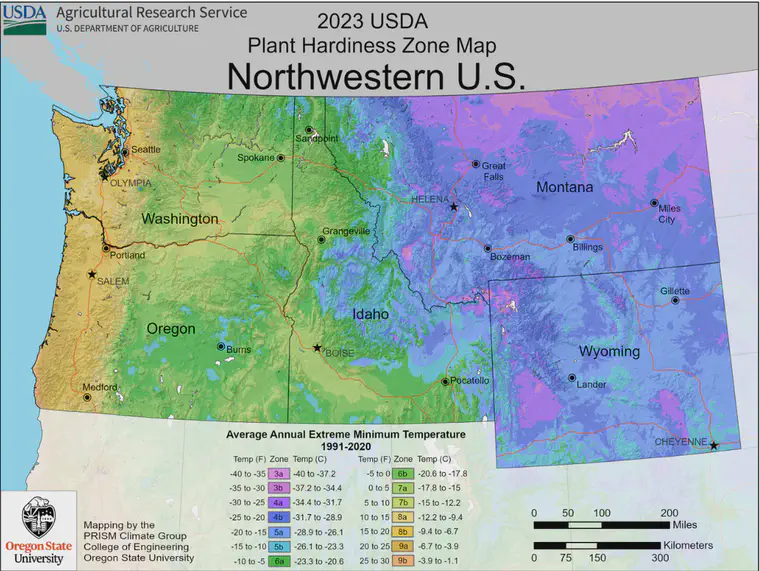 USDA
Agricultural Research Service
U.S. DEPARTMENT OF AGRICULTURE
2023 USDA
Plant Hardiness Zone Map
Northwestern U.S.
Seattle
OLYMPIA
Spokane
Sandpoint
Washington
Portland
SALEM
Oregon
Burns
Medford
Grangeville
Idaho
BOISE
Pocatello
Great
Falls
HELENA
Montana
Miles
City
Bozeman
Billings
Gillette
Wyoming
Lander
CHEYENNE
Average Annual Extreme Minimum Temperature
1991-2020
Temp (F) Zone Temp (C) Temp (F) Zone Temp (C)
-40 to -35 3a -40 to -37.2 -5 to 0 6b -20.6 to -17.8
-35 to -30 3b -37.2 to -34.4 0 to 5 7a -17.8 to -15
-30 to -25 4a -34.4 to -31.7 5 to 10 7b -15 to -12.2
-25 to -20 4b -31.7 to -28.9 10 to 15 8a -12.2 to -9.4
-20 to -15 5a -28.9 to -26.1 15 to 20 8b -9.4 to -6.7
-15 to -10 5b -26.1 to -23.3 20 to 25 9a -6.7 to -3.9
-10 to -5 6a -23.3 to -20.6 25 to 30 9b -3.9 to -1.1
Oregon State
University
Mapping by the
PRISM Climate Group
College of Engineering
Oregon State University
0 50 100 200
Miles
Kilometers
0 75 150 300